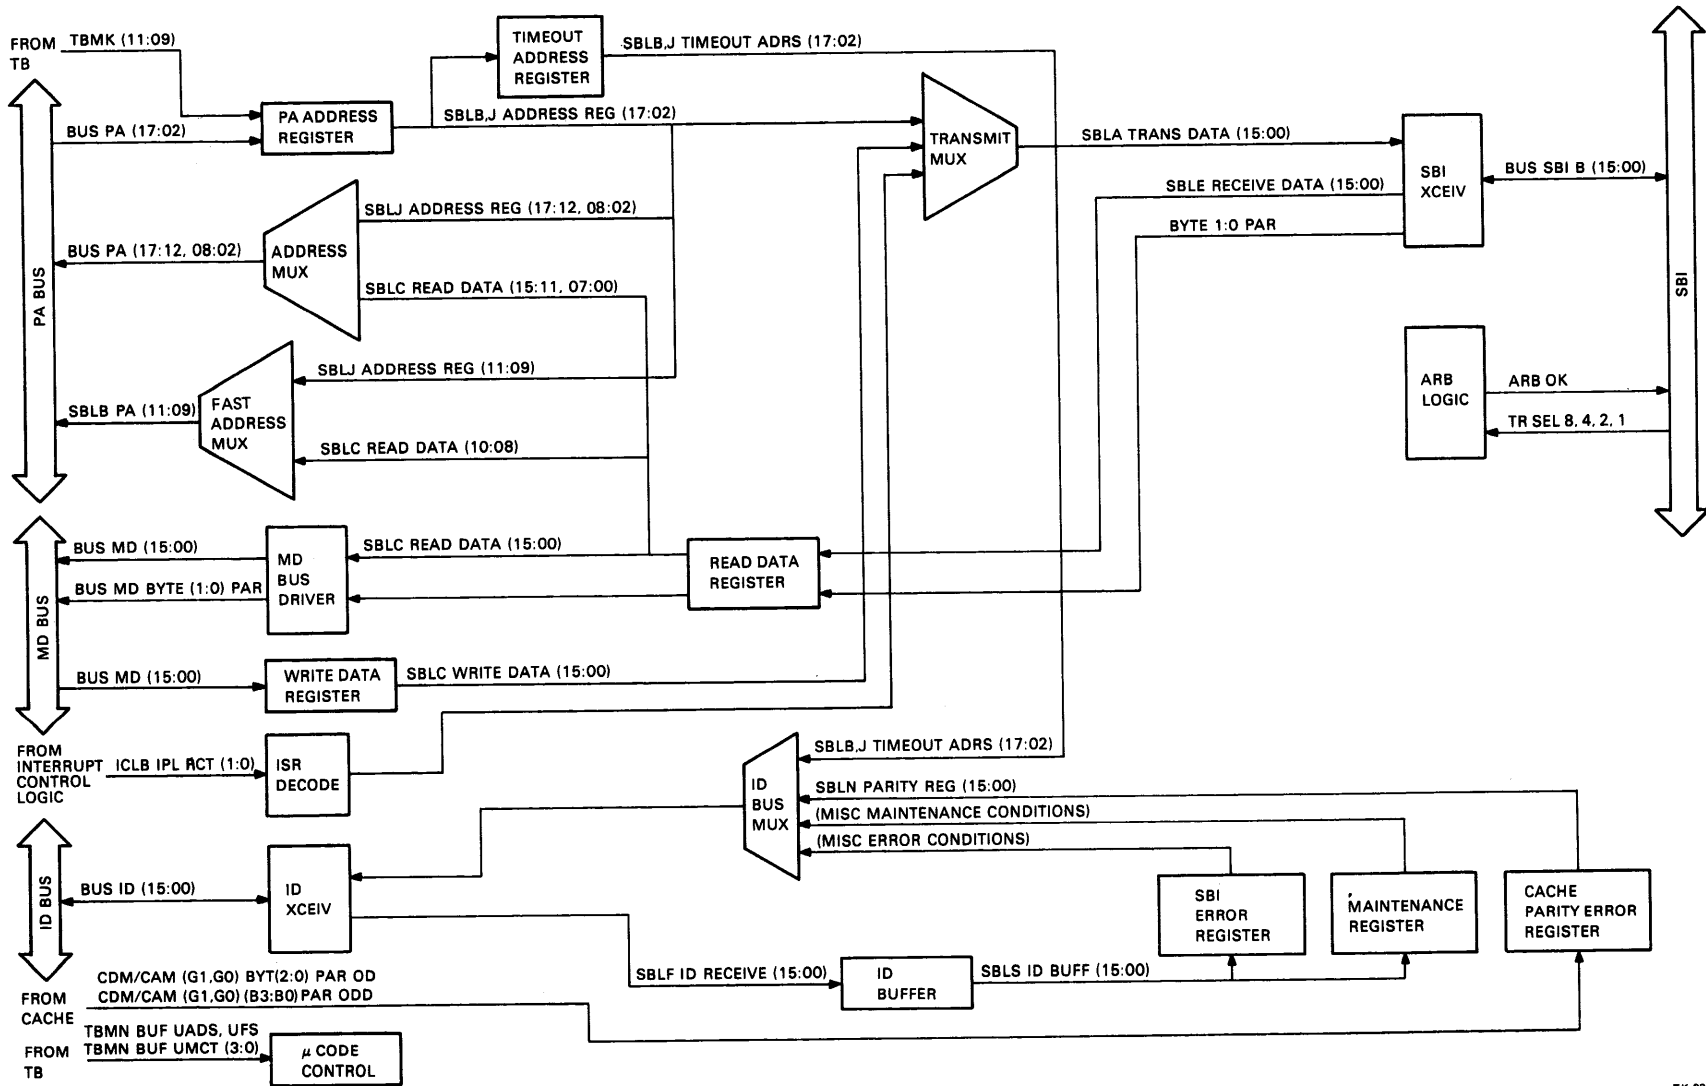 FROM
TB
TBMK (11:09)
BUS PA (17:02)
PA ADDRESS
REGISTER
TIMEOUT
ADDRESS
REGISTER
SBLB,J TIMEOUT ADRS (17:02)
SBLB,J ADDRESS REG (17:02)
TRANSMIT
MUX
SBLA TRANS DATA (15:00)
SBLE RECEIVE DATA (15:00)
BYTE 1:0 PAR
SBI
XCEIV
BUS SBI B (15:00)
SBI
PA BUS
BUS PA (17:12, 08:02)
ADDRESS
MUX
SBLJ ADDRESS REG (17:12, 08:02)
SBLC READ DATA (15:11, 07:00)
SBLB PA (11:09)
FAST
ADDRESS
MUX
SBLJ ADDRESS REG (11:09)
SBLC READ DATA (10:08)
ARB
LOGIC
ARB OK
TR SEL 8, 4, 2, 1
MD BUS
BUS MD (15:00)
BUS MD BYTE (1:0) PAR
MD
BUS
DRIVER
SBLC READ DATA (15:00)
READ DATA
REGISTER
BUS MD (15:00)
WRITE DATA
REGISTER
SBLC WRITE DATA (15:00)
FROM
INTERRUPT
CONTROL
LOGIC
ICLB IPL ACT (1:0)
ISR
DECODE
ID
BUS
MUX
SBLB,J TIMEOUT ADRS (17:02)
SBLN PARITY REG (15:00)
(MISC MAINTENANCE CONDITIONS)
(MISC ERROR CONDITIONS)
ID BUS
BUS ID (15:00)
ID
XCEIV
SBI
ERROR
REGISTER
MAINTENANCE
REGISTER
CACHE
PARITY ERROR
REGISTER
SBLF ID RECEIVE (15:00)
ID
BUFFER
SBLS ID BUFF (15:00)
FROM
CACHE
CDM/CAM (G1,G0) BYT(2:0) PAR OD
CDM/CAM (G1,G0) (B3:B0) PAR ODD
FROM
TB
TBMN BUF UADS, UFS
TBMN BUF UMCT (3:0)
μ CODE
CONTROL